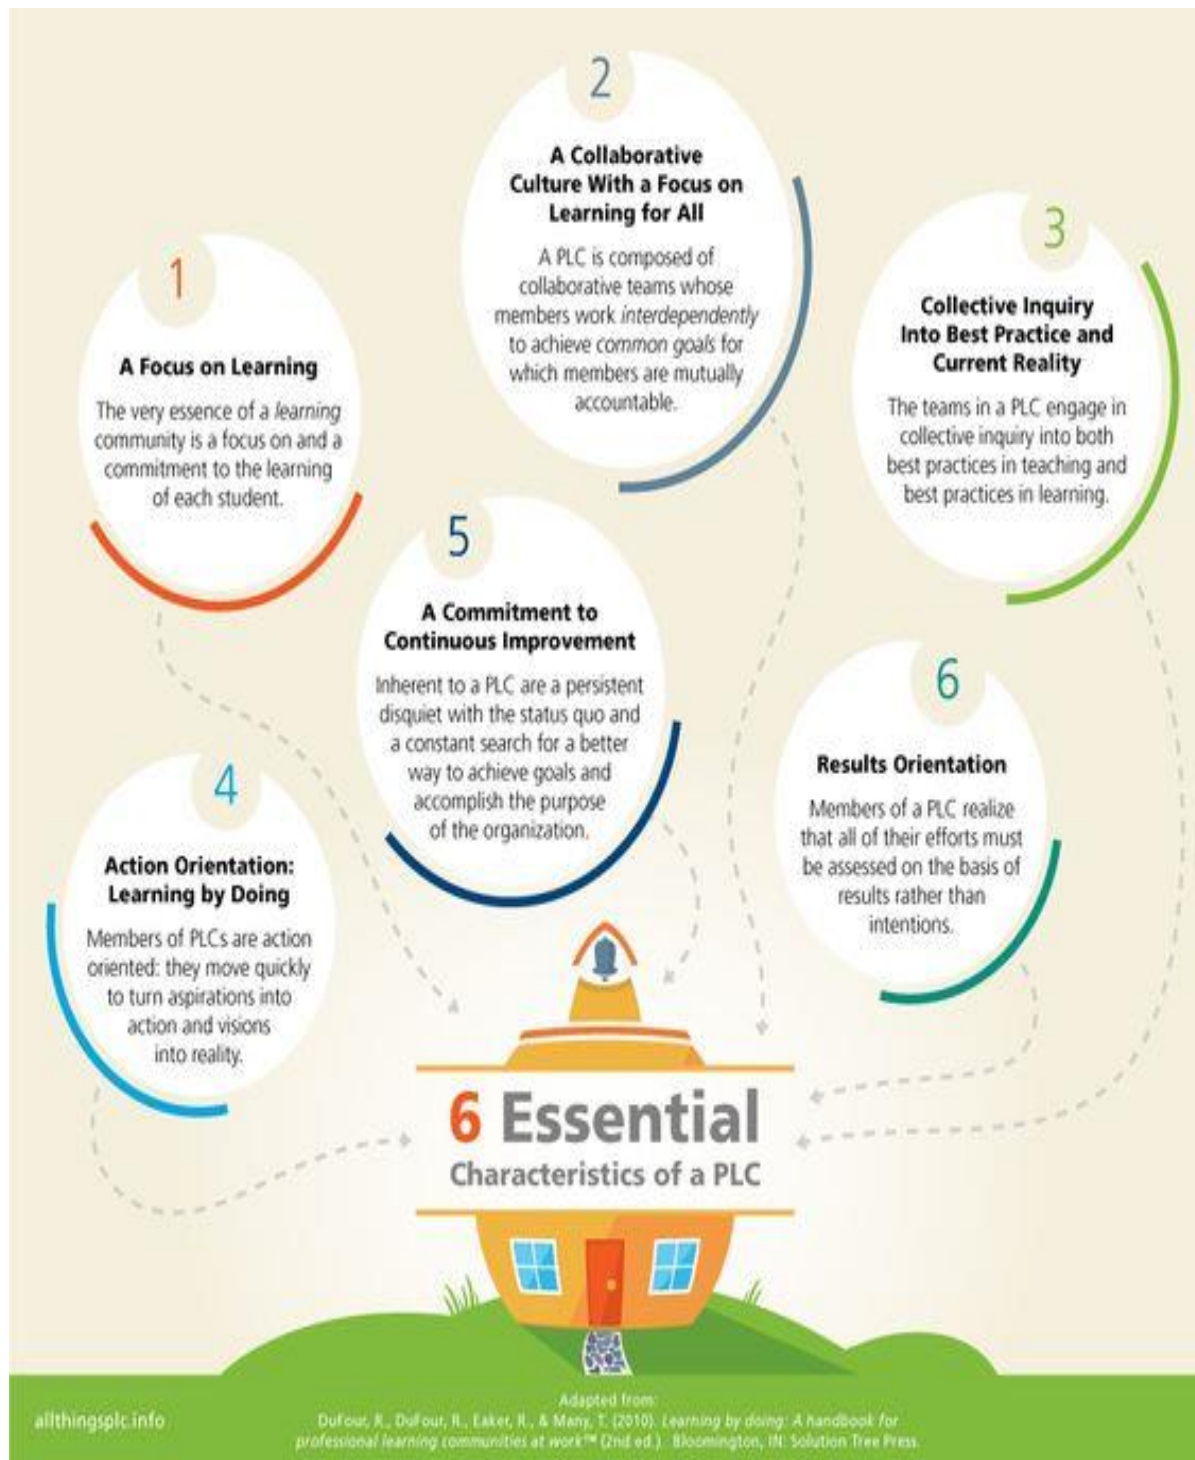 1
A Focus on Learning
The very essence of a learning
community is a focus on and a
commitment to the learning
of each student.
2
A Collaborative
Culture With a Focus on
Learning for All
A PLC is composed of
collaborative teams whose
members work interdependently
to achieve common goals for
which members are mutually
accountable.
3
Collective Inquiry
Into Best Practice and
Current Reality
The teams in a PLC engage in
collective inquiry into both
best practices in teaching and
best practices in learning.
4
Action Orientation:
Learning by Doing
Members of PLCs are action
oriented: they move quickly
to turn aspirations into
action and visions
into reality.
5
A Commitment to
Continuous Improvement
Inherent to a PLC are a persistent
disquiet with the status quo and
a constant search for a better
way to achieve goals and
accomplish the purpose
of the organization.
6
Results Orientation
Members of a PLC realize
that all of their efforts must
be assessed on the basis of
results rather than
intentions.
6 Essential
Characteristics of a PLC
allthingsplc.info
Adapted from:
DuFour, R., DuFour, R., Eaker, R., & Many, T. (2010). Learning by doing: A handbook for
professional learning communities at work™ (2nd ed.). Bloomington, IN: Solution Tree Press.